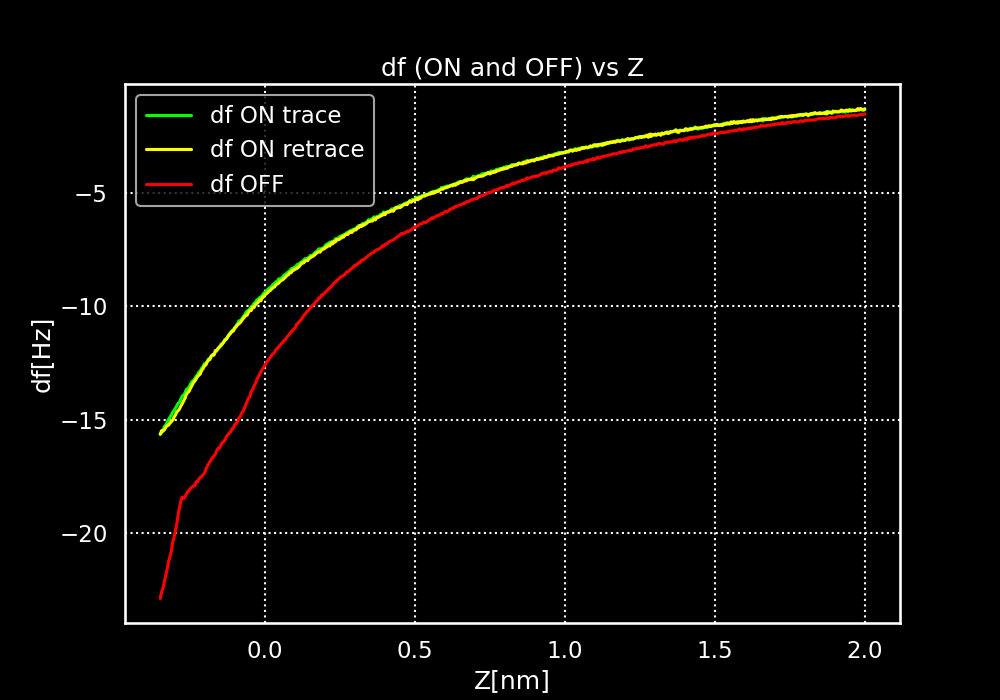 df (ON and OFF) vs Z
df ON trace
df ON retrace
df OFF
−5
−10
−15
−20
df[Hz]
0.0 0.5 1.0 1.5 2.0
Z[nm]